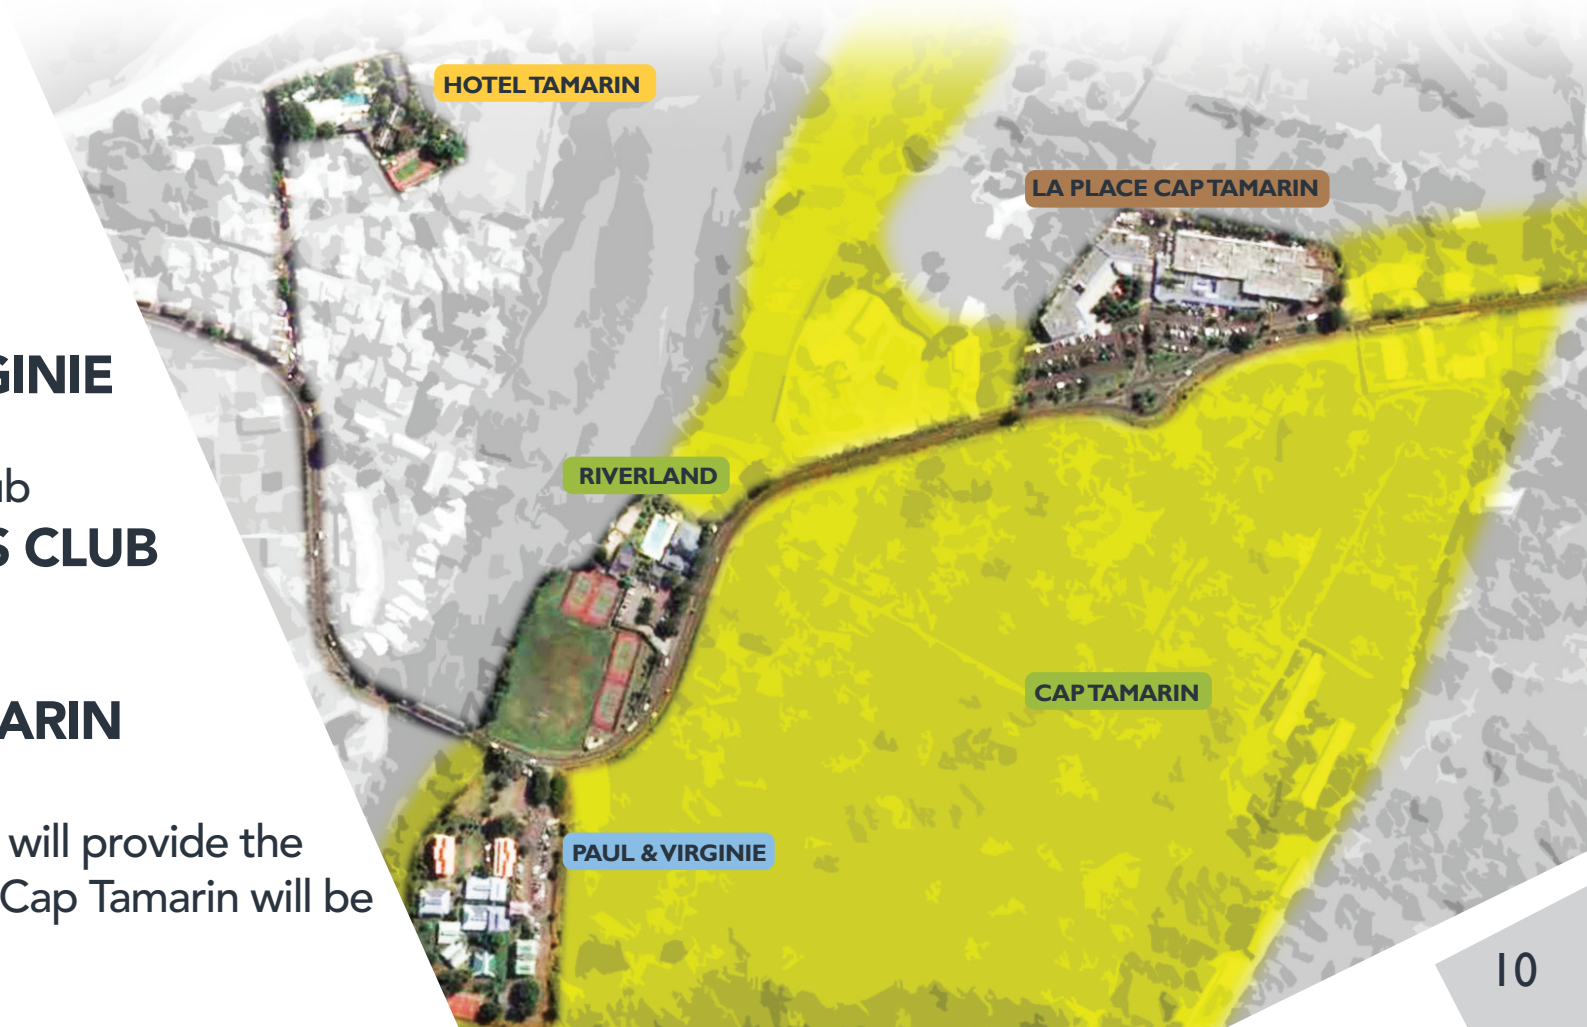 GINIE
ub
S CLUB
ARIN
will provide the
Cap Tamarin will be
HOTEL TAMARIN
LA PLACE CAP TAMARIN
RIVERLAND
CAP TAMARIN
PAUL & VIRGINIE
10